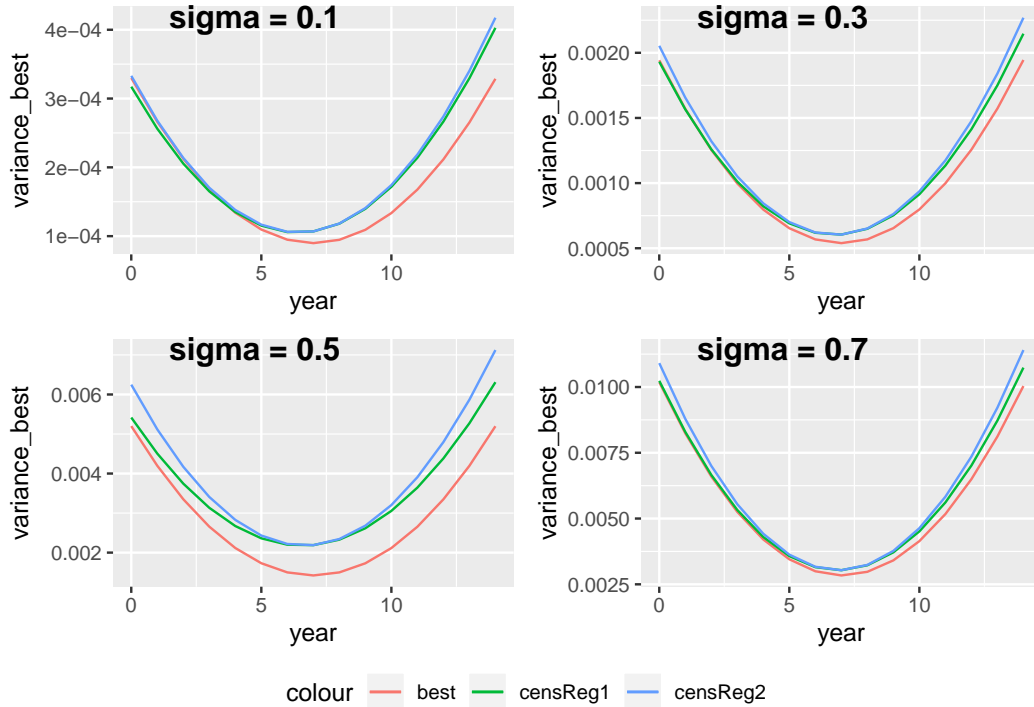 sigma = 0.1
variance_best
4e−04
3e−04
2e−04
1e−04
0
5
10
year
sigma = 0.3
variance_best
0.0020
0.0015
0.0010
0.0005
0
5
10
year
sigma = 0.5
variance_best
0.006
0.004
0.002
0
5
10
year
sigma = 0.7
variance_best
0.0100
0.0075
0.0050
0.0025
0
5
10
year
colour best censReg1 censReg2